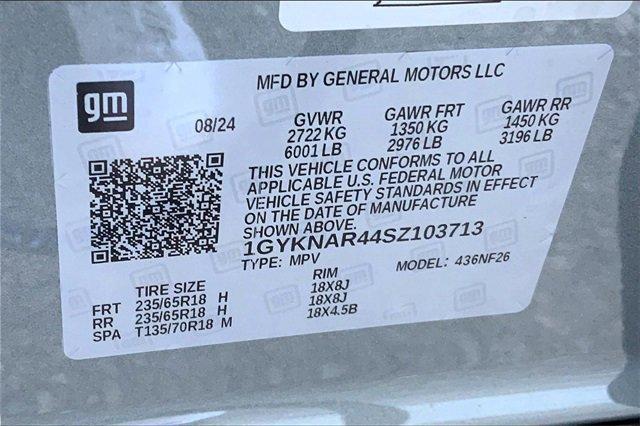 gm
MFD BY GENERAL MOTORS LLC
08/24
GVWR GAWR FRT GAWR RR
2722 KG 1350 KG 1450 KG
6001 LB 2976 LB 3196 LB
THIS VEHICLE CONFORMS TO ALL
APPLICABLE U.S. FEDERAL MOTOR
VEHICLE SAFETY STANDARDS IN EFFECT
ON THE DATE OF MANUFACTURE
SHOWN ABOVE.
1GYKNAR44SZ103713
TYPE: MPV MODEL: 436NF26
TIRE SIZE RIM
FRT 235/65R18 H 18X8J
RR 235/65R18 H 18X8J
SPA T135/70R18 M 18X4.5B